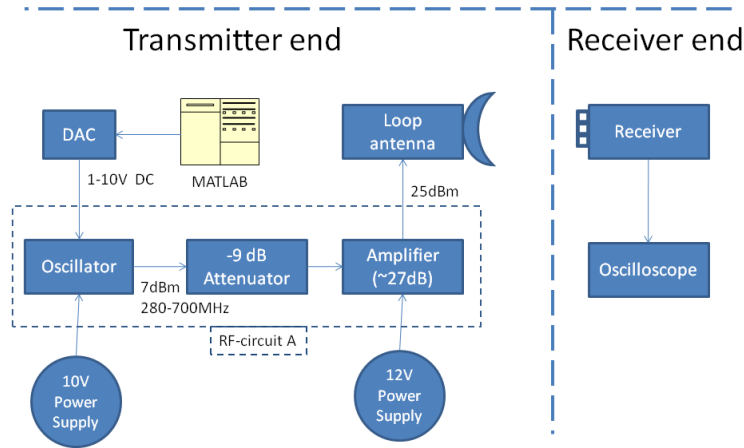 Transmitter end
Receiver end
DAC
MATLAB
Loop
antenna
Receiver
1-10V DC
25dBm
Oscillator
-9 dB
Attenuator
Amplifier
(~27dB)
Oscilloscope
7dBm
280-700MHz
RF-circuit A
10V
Power
Supply
12V
Power
Supply